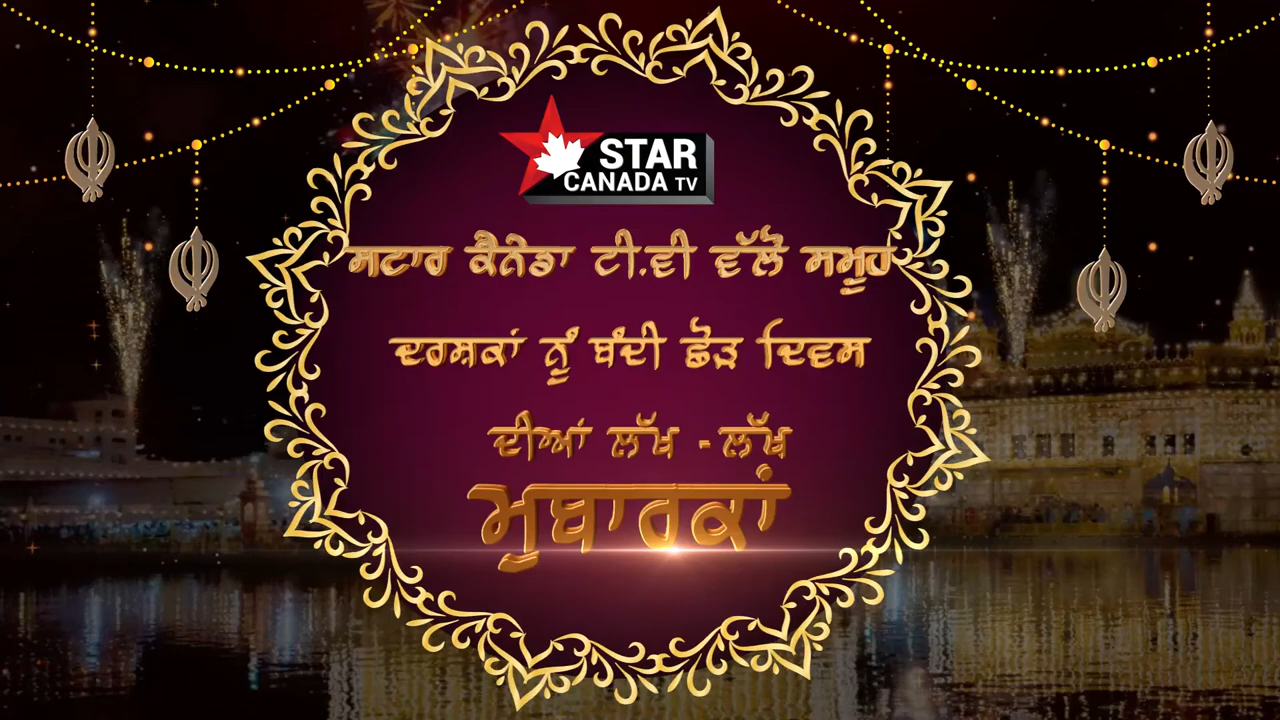 STAR
CANADA TV
ਸਟਾਰ ਕੈਨੇਡਾ ਟੀ.ਵੀ ਵੱਲੋਂ ਸਮੂਹ
ਦਰਸ਼ਕਾਂ ਨੂੰ ਬੰਦੀ ਛੋੜ ਦਿਵਸ
ਦੀਆਂ ਲੱਖ - ਲੱਖ
ਮੁਬਾਰਕਾਂ